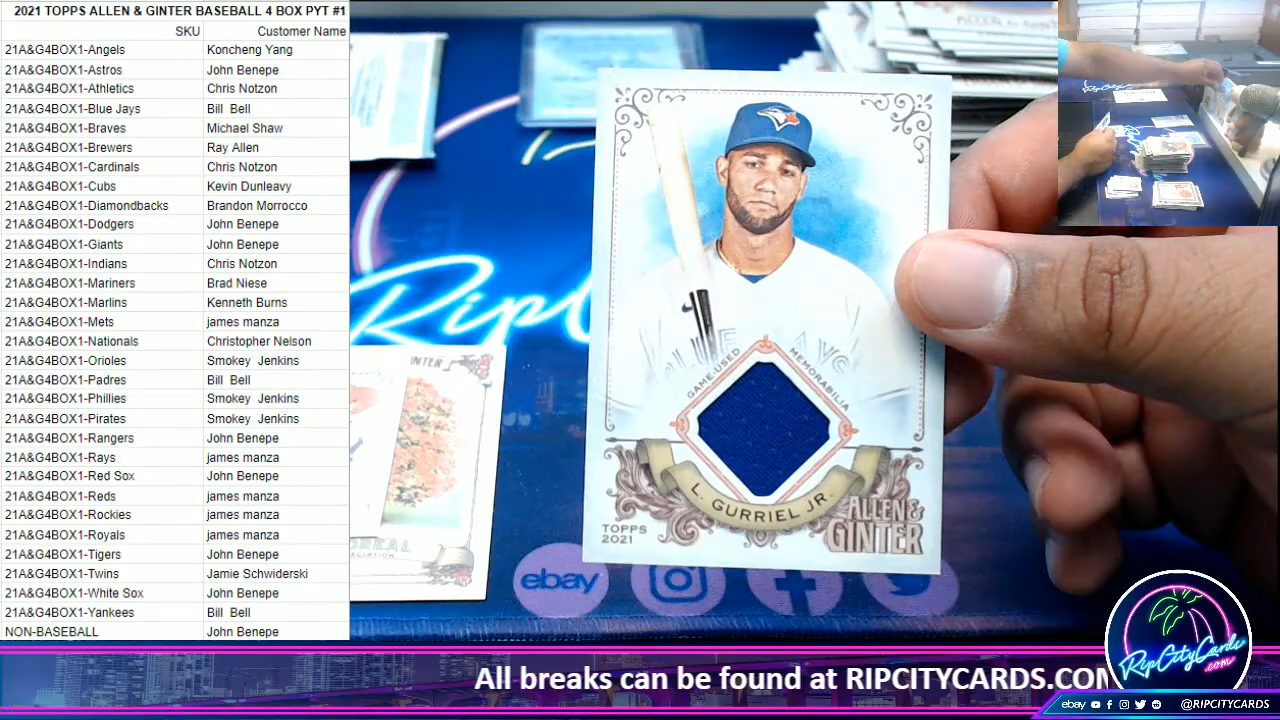 2021 TOPPS ALLEN & GINTER BASEBALL 4 BOX PYT #1
SKU Customer Name
21A&G4BOX1-Angels Koncheng Yang
21A&G4BOX1-Astros John Benepe
21A&G4BOX1-Athletics Chris Notzon
21A&G4BOX1-Blue Jays Bill Bell
21A&G4BOX1-Braves Michael Shaw
21A&G4BOX1-Brewers Ray Allen
21A&G4BOX1-Cardinals Chris Notzon
21A&G4BOX1-Cubs Kevin Dunleavy
21A&G4BOX1-Diamondbacks Brandon Morrocco
21A&G4BOX1-Dodgers John Benepe
21A&G4BOX1-Giants John Benepe
21A&G4BOX1-Indians Chris Notzon
21A&G4BOX1-Mariners Brad Niese
21A&G4BOX1-Marlins Kenneth Burns
21A&G4BOX1-Mets james manza
21A&G4BOX1-Nationals Christopher Nelson
21A&G4BOX1-Orioles Smokey Jenkins
21A&G4BOX1-Padres Bill Bell
21A&G4BOX1-Phillies Smokey Jenkins
21A&G4BOX1-Pirates Smokey Jenkins
21A&G4BOX1-Rangers John Benepe
21A&G4BOX1-Rays james manza
21A&G4BOX1-Red Sox John Benepe
21A&G4BOX1-Reds james manza
21A&G4BOX1-Rockies james manza
21A&G4BOX1-Royals james manza
21A&G4BOX1-Tigers John Benepe
21A&G4BOX1-Twins Jamie Schwiderski
21A&G4BOX1-White Sox John Benepe
21A&G4BOX1-Yankees Bill Bell
NON-BASEBALL John Benepe
GAME-USED MEMORABILIA
L. GURRIEL JR.
TOPPS
2021
ALLEN &
GINTER
ebay
All breaks can be found at RIPCITYCARDS.COM
RipCityCards
.com
ebay @RIPCITYCARDS